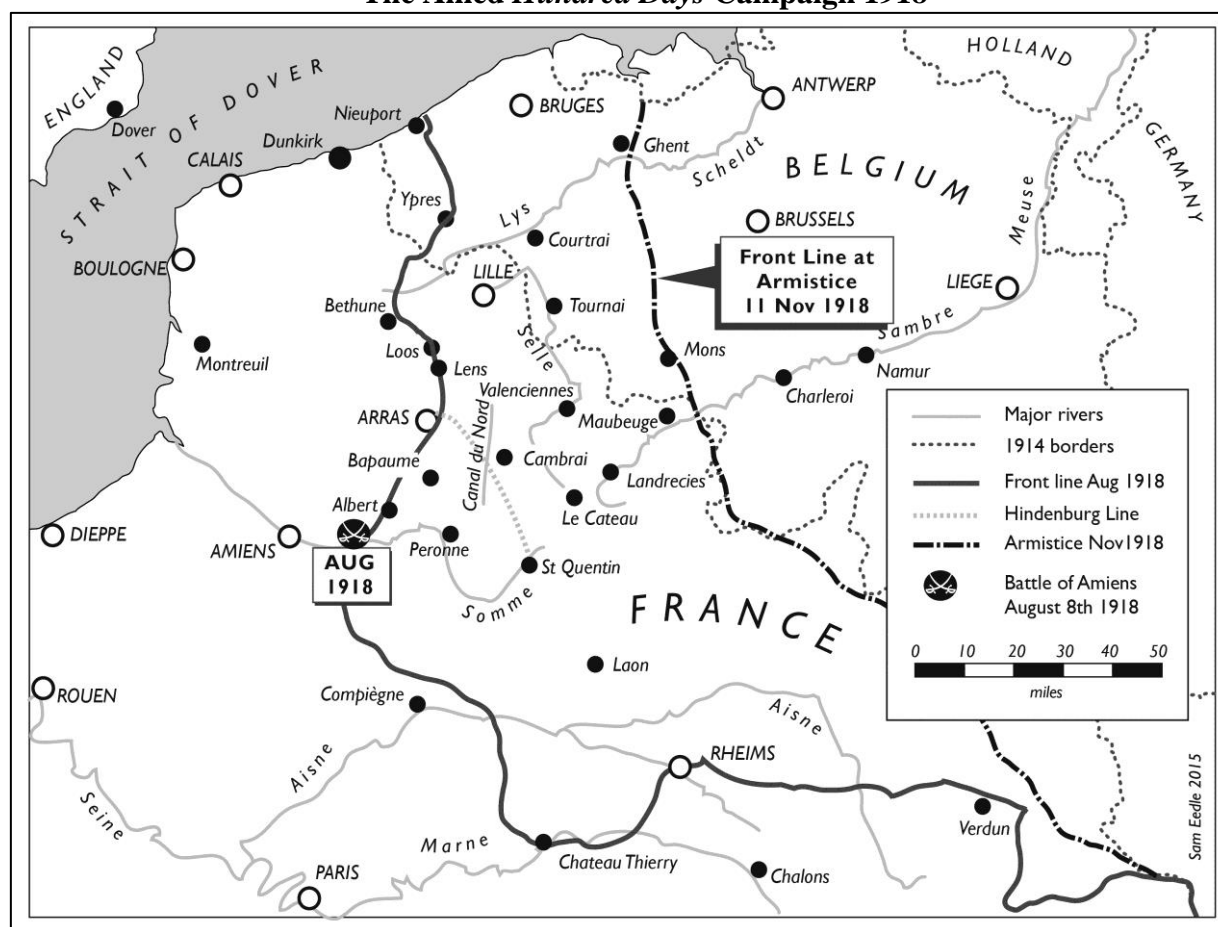 The Allied Hundred Days Campaign 1918
ENGLAND
Dover
STRAIT OF DOVER
HOLLAND
GERMANY
Nieuport
BRUGES
ANTWERP
Dunkirk
CALAIS
Ghent
Scheldt
BELGIUM
Meuse
Ypres
Lys
Courtrai
BRUSSELS
BOULOGNE
LILLE
Front Line at
Armistice
11 Nov 1918
LIEGE
Bethune
Tournai
Sambre
Montreuil
Loos
Lens
Selle
Mons
Namur
Valenciennes
Charleroi
ARRAS
Canal du Nord
Maubeuge
Bapaume
Cambrai
Landrecies
Albert
Le Cateau
DIEPPE
AMIENS
Peronne
AUG
1918
St Quentin
Somme
FRANCE
Laon
ROUEN
Compiègne
Aisne
Aisne
RHEIMS
Seine
Marne
Verdun
Chateau Thierry
Chalons
PARIS
Major rivers
1914 borders
Front line Aug 1918
Hindenburg Line
Armistice Nov1918
Battle of Amiens
August 8th 1918
0 10 20 30 40 50
miles
Sam Eedle 2015